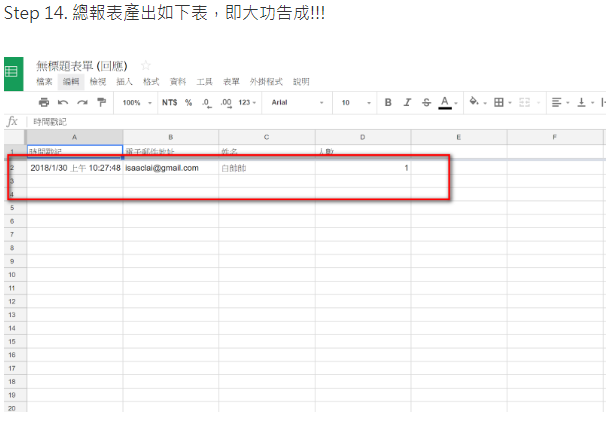 Step 14. 總報表產出如下表，即大功告成!!!
無標題表單 (回應)
檔案 編輯 檢視 插入 格式 資料 工具 表單 外掛程式 說明
100% NT$ % .0 .00 123 Arial 10 B I S A
fx 時間戳記
A B C D E F
1 時間戳記 電子郵件地址 姓名 人數
2 2018/1/30 上午 10:27:48 isaaclai@gmail.com 白帥帥 1
3
4
5
6
7
8
9
10
11
12
13
14
15
16
17
18
19
20